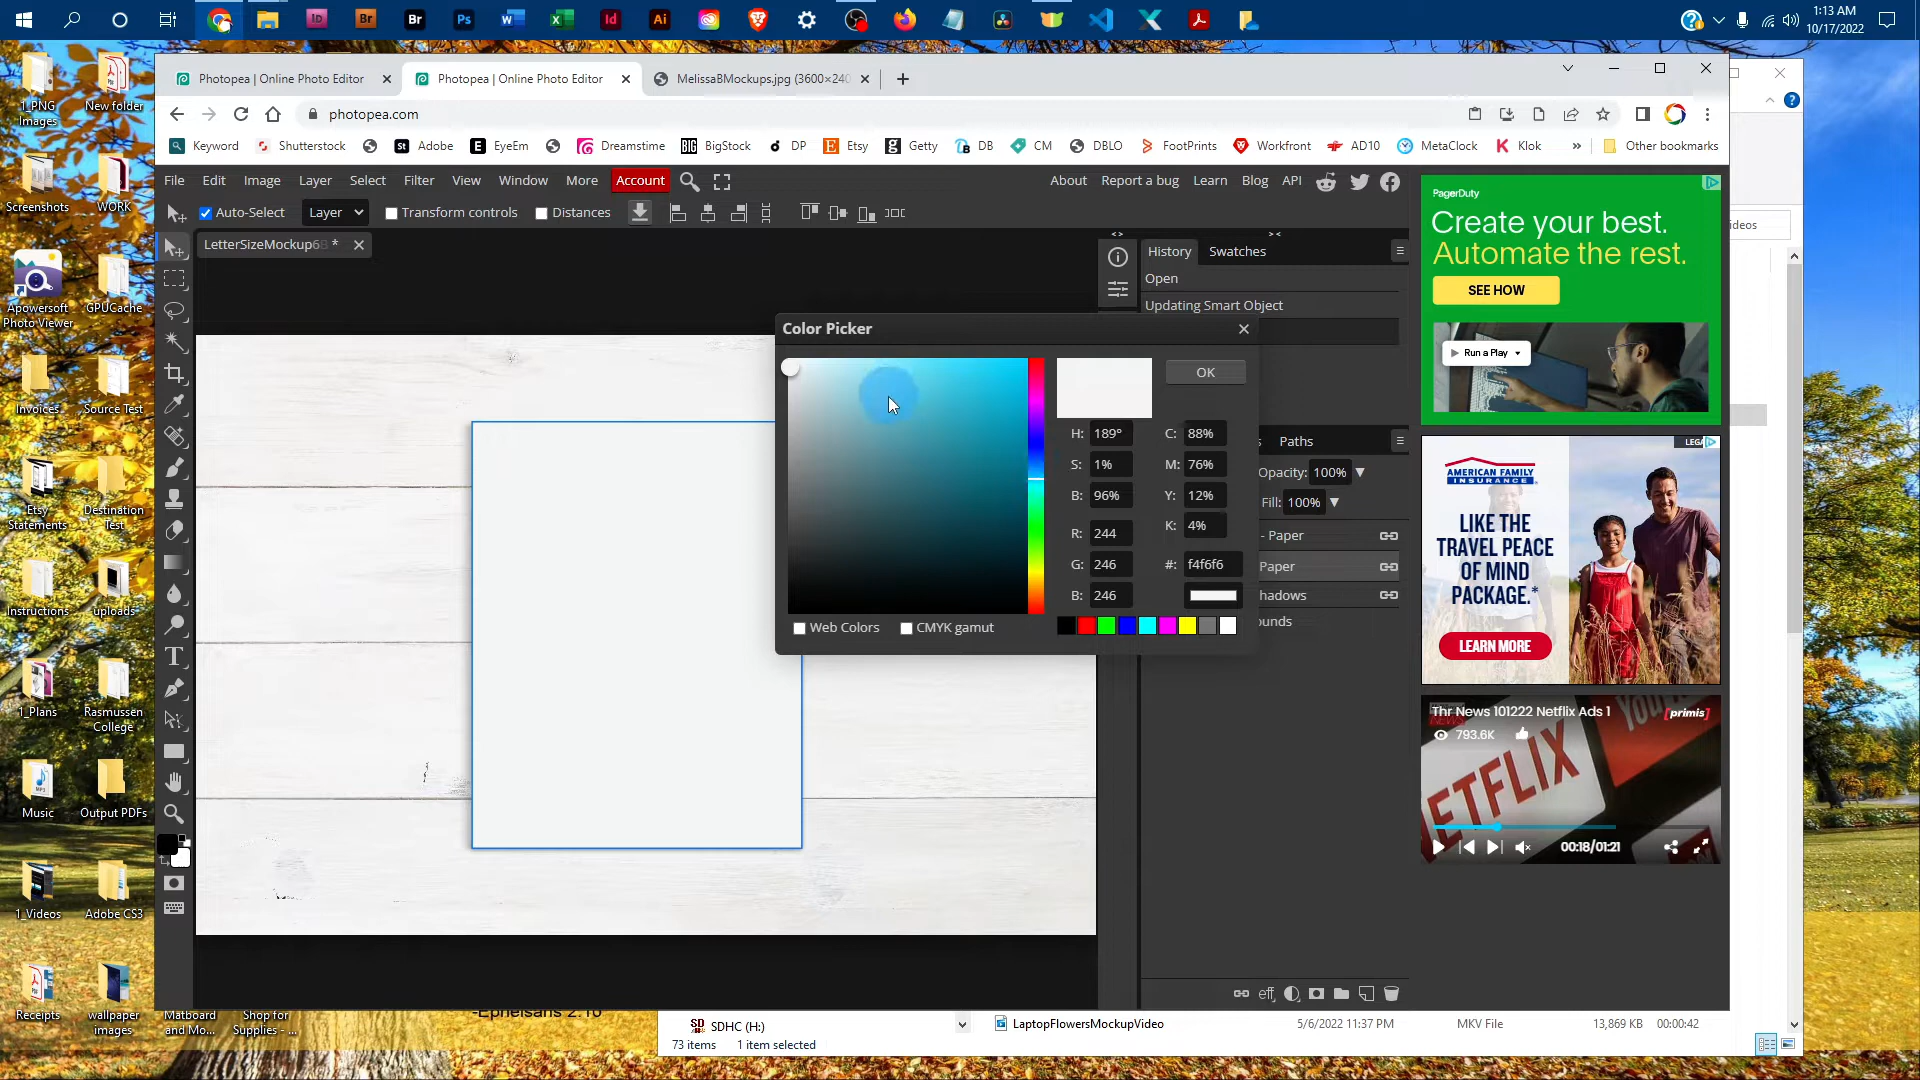 1:13 AM
10/17/2022
1_PNG Images
New folder
Screenshots
WORK
Apowersoft Photo Viewer
GPUCache
Invoices
Source Test
Etsy Statements
Destination Test
Instructions
uploads
1_Plans
Rasmussen College
Music
Output PDFs
1_Videos
Adobe CS3
Receipts
wallpaper images
Matboard and Mo...
Shop for Supplies - ...
Photopea | Online Photo Editor
Photopea | Online Photo Editor
MelissaBMockups.jpg (3600×240
photopea.com
Keyword
Shutterstock
Adobe
EyeEm
Dreamtime
BigStock
DP
Etsy
Getty
DB
CM
DBLO
FootPrints
Workfront
AD10
MetaClock
Klok
Other bookmarks
File Edit Image Layer Select Filter View Window More Account
About Report a bug Learn Blog API
Auto-Select Layer Transform controls Distances
LetterSizeMockup68 *
History Swatches
Open
Updating Smart Object
Color Picker
OK
H: 189° C: 88%
S: 1% M: 76%
B: 96% Y: 12%
R: 244 K: 4%
G: 246 #: f4f6f6
B: 246
Web Colors CMYK gamut
Paths
Opacity: 100%
Fill: 100%
- Paper
Paper
hadows
ounds
eff
PagerDuty
Create your best.
Automate the rest.
SEE HOW
Run a Play
AMERICAN FAMILY
INSURANCE
LEGA
LIKE THE
TRAVEL PEACE
OF MIND
PACKAGE.*
LEARN MORE
Thr News 101222 Netflix Ads 1
[primis]
793.6K
NETFLIX
00:18/01:21
ideos
-Ephelsians 2:10
SDHC (H:)
LaptopFlowersMockupVideo 5/6/2022 11:37 PM MKV File 13,869 KB 00:00:42
73 items 1 item selected